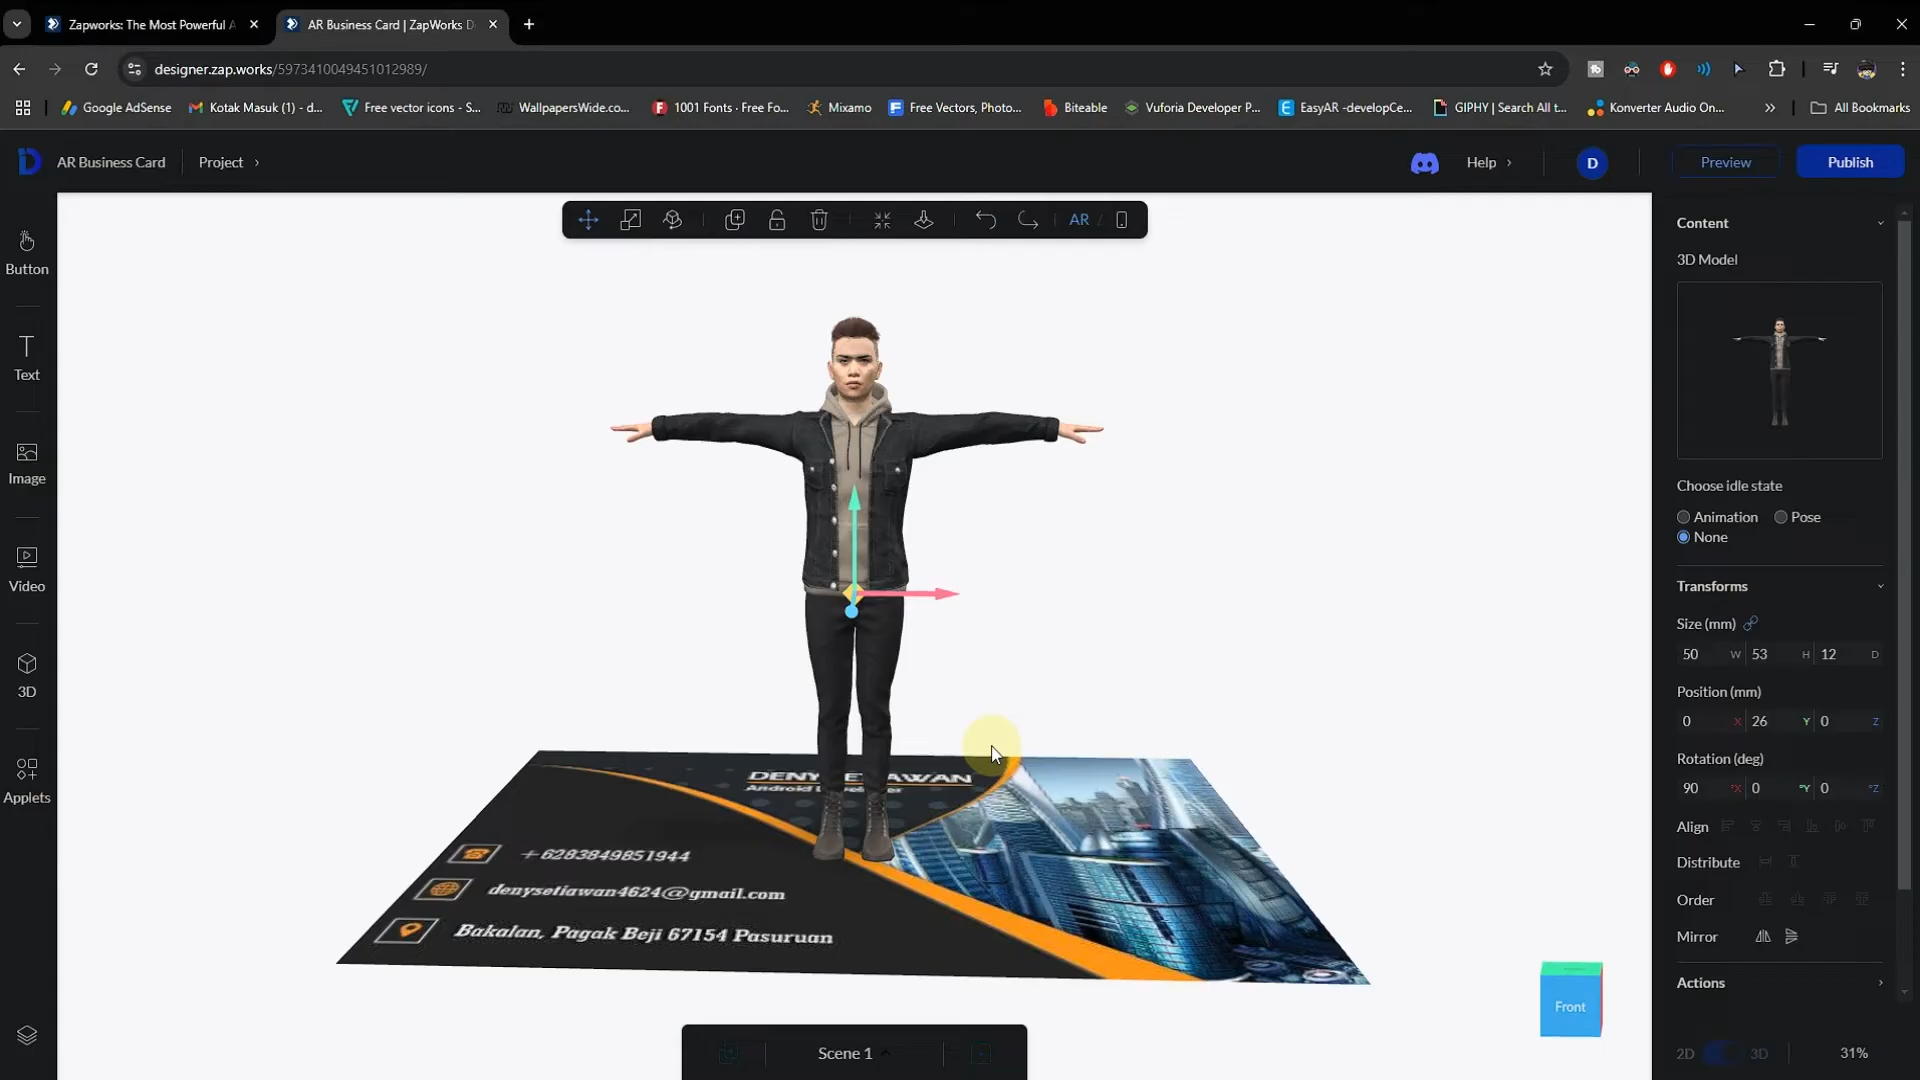 Zapworks: The Most Powerful A
AR Business Card | ZapWorks D
designer.zap.works/5973410049451012989/
Google AdSense
Kotak Masuk (1) - d...
Free vector icons - S...
WallpapersWide.co...
1001 Fonts · Free Fo...
Mixamo
Free Vectors, Photo...
Biteable
Vuforia Developer P...
EasyAR -developCe...
GIPHY | Search All t...
Konverter Audio On...
All Bookmarks
AR Business Card
Project
Help
D
Preview
Publish
AR
Button
Text
Image
Video
3D
Applets
Content
3D Model
Choose idle state
Animation
Pose
None
Transforms
Size (mm)
50 W 53 H 12 D
Position (mm)
0 X 26 Y 0 Z
Rotation (deg)
90 °X 0 °Y 0 °Z
Align
Distribute
Order
Mirror
Actions
2D 3D 31%
Android
+6283849851944
denysetiawan4624@gmail.com
Bakalan, Pagak Beji 67154 Pasuruan
Front
Scene 1